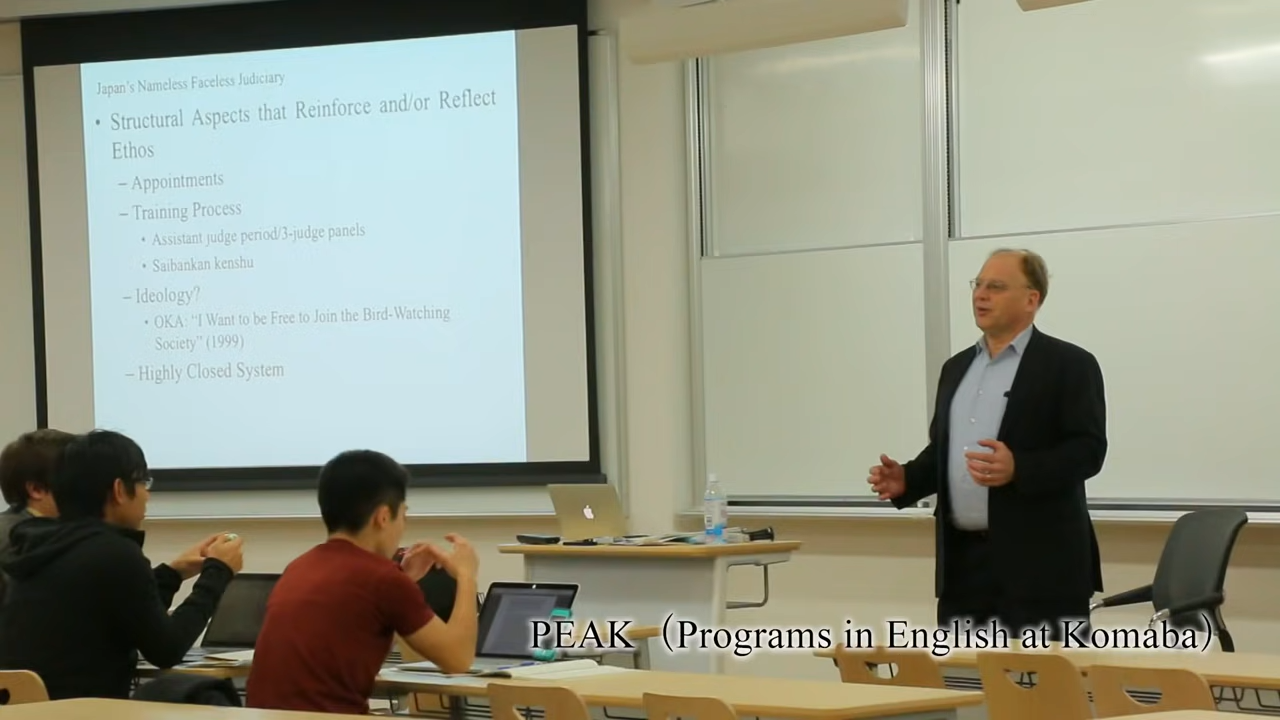 Japan's Nameless Faceless Judiciary
• Structural Aspects that Reinforce and/or Reflect
Ethos
– Appointments
– Training Process
• Assistant judge period/3-judge panels
• Saibankan kenshu
– Ideology?
• OKA: “I Want to be Free to Join the Bird-Watching
Society” (1999)
– Highly Closed System
PEAK（Programs in English at Komaba）